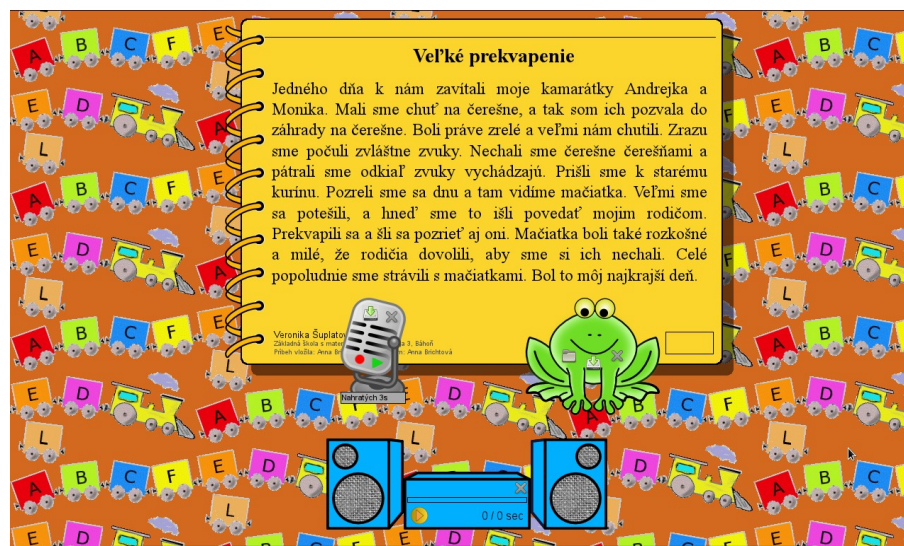 Veľké prekvapenie
Jedného dňa k nám zavítali moje kamarátky Andrejka a
Monika. Mali sme chuť na čerešne, a tak som ich pozvala do
záhrady na čerešne. Boli práve zrelé a veľmi nám chutili. Zrazu
sme počuli zvláštne zvuky. Nechali sme čerešne čerešňami a
pátrali sme odkiaľ zvuky vychádzajú. Prišli sme k starému
kurínu. Pozreli sme sa dnu a tam vidíme mačiatka. Veľmi sme
sa potešili, a hneď sme to išli povedať mojim rodičom.
Prekvapili sa a šli sa pozrieť aj oni. Mačiatka boli také rozkošné
a milé, že rodičia dovolili, aby sme si ich nechali. Celé
popoludnie sme strávili s mačiatkami. Bol to môj najkrajší deň.
Veronika
Základná škola s 3, Báhoň
Príbeh vložila: Anna Anna Brichtová
Nahratých 3s
0 / 0 sec
A B C F E D L